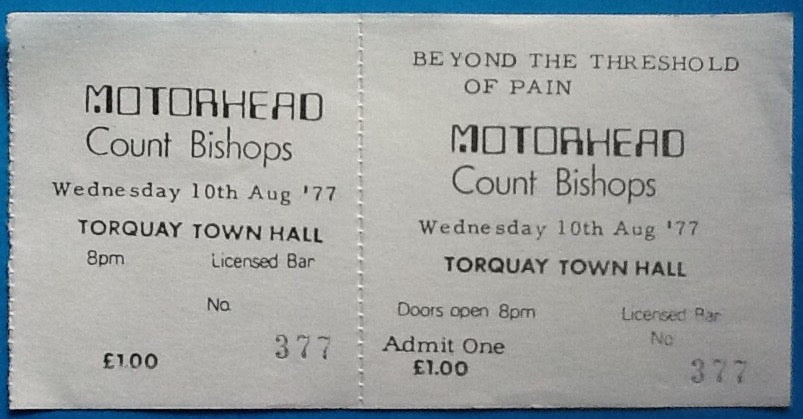 MOTORHEAD
Count Bishops
Wednesday 10th Aug '77
TORQUAY TOWN HALL
8pm Licensed Bar
No.
377
£1.00
BEYOND THE THRESHOLD
OF PAIN
MOTORHEAD
Count Bishops
Wednesday 10th Aug '77
TORQUAY TOWN HALL
Doors open 8pm Licensed Bar
Admit One No
£1.00 377